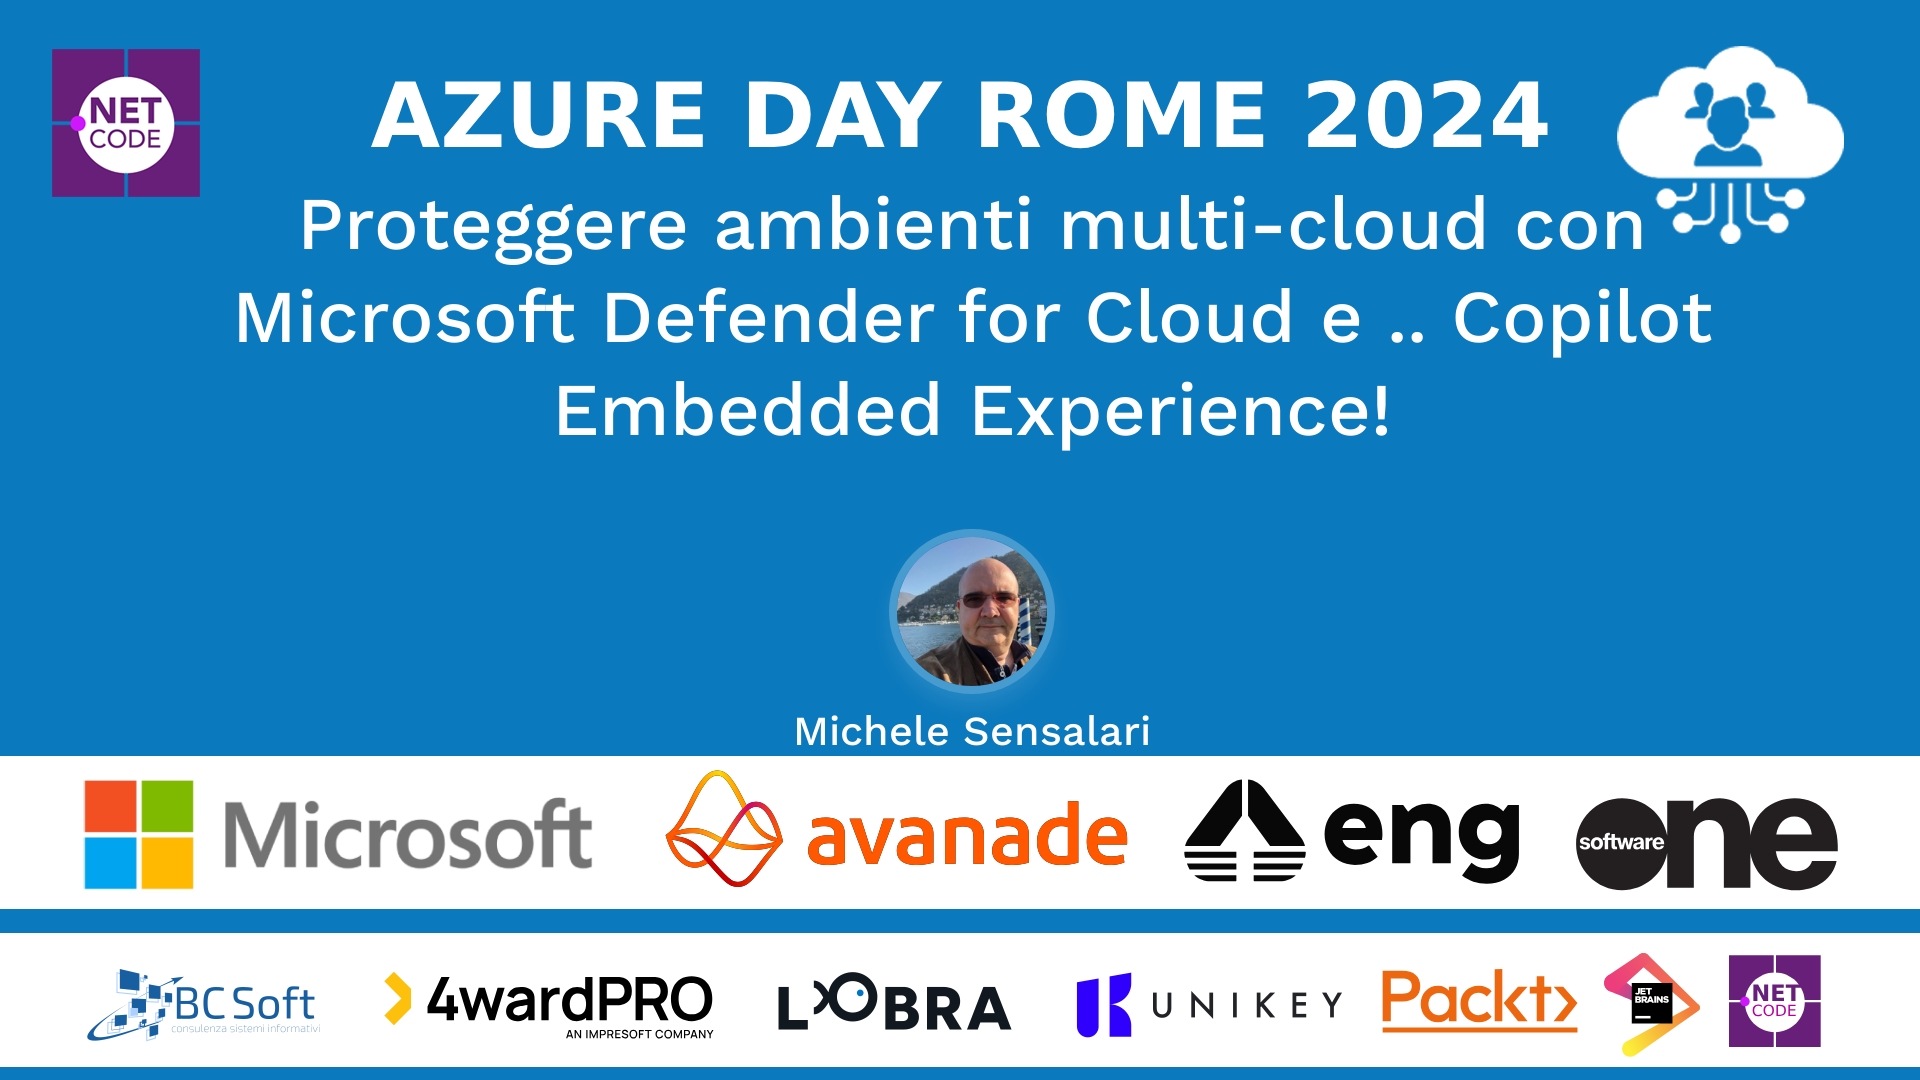 NET
CODE
AZURE DAY ROME 2024
Proteggere ambienti multi-cloud con
Microsoft Defender for Cloud e .. Copilot
Embedded Experience!
Michele Sensalari
Microsoft
avanade
eng
software one
BC Soft
consulenza sistemi informativi
4wardPRO
AN IMPRESOFT COMPANY
LOBRA
UNIKEY
Packt>
JET
BRAINS
NET
CODE